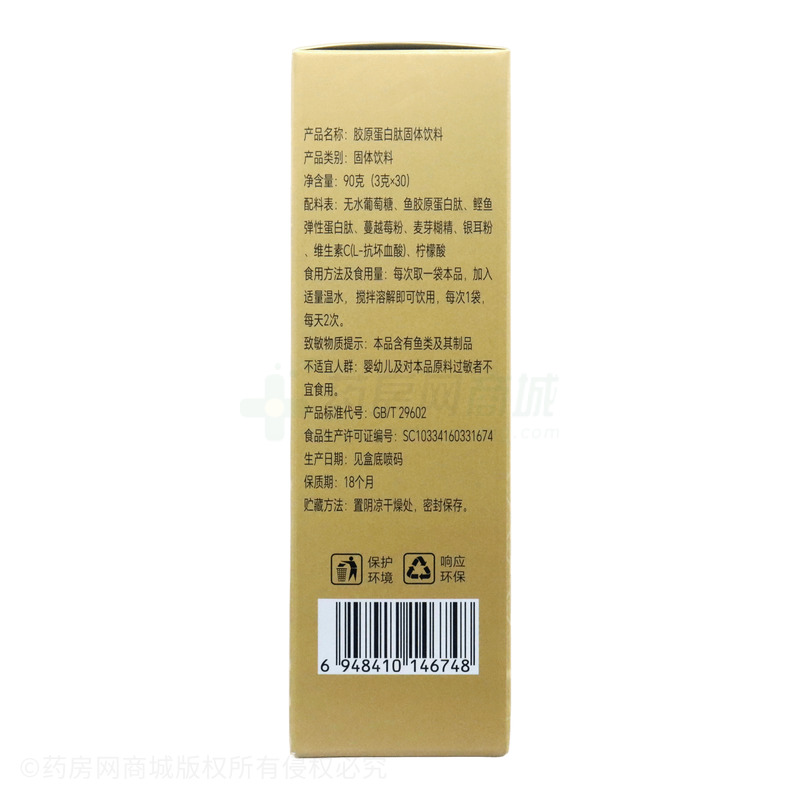 产品名称：胶原蛋白肽固体饮料
产品类别：固体饮料
净含量：90克（3克×30）
配料表：无水葡萄糖、鱼胶原蛋白肽、鲣鱼
弹性蛋白肽、蔓越莓粉、麦芽糊精、银耳粉
、维生素C(L-抗坏血酸)、柠檬酸
食用方法及食用量：每次取一袋本品，加入
适量温水，搅拌溶解即可饮用，每次1袋，
每天2次。
致敏物质提示：本品含有鱼类及其制品
不适宜人群：婴幼儿及对本品原料过敏者不
宜食用。
产品标准代号：GB/T 29602
食品生产许可证编号：SC10334160331674
生产日期：见盒底喷码
保质期：18个月
贮藏方法：置阴凉干燥处，密封保存。
保护
环境
响应
环保
6 948410 146748
药房网商城
.com
©药房网商城版权所有侵权必究